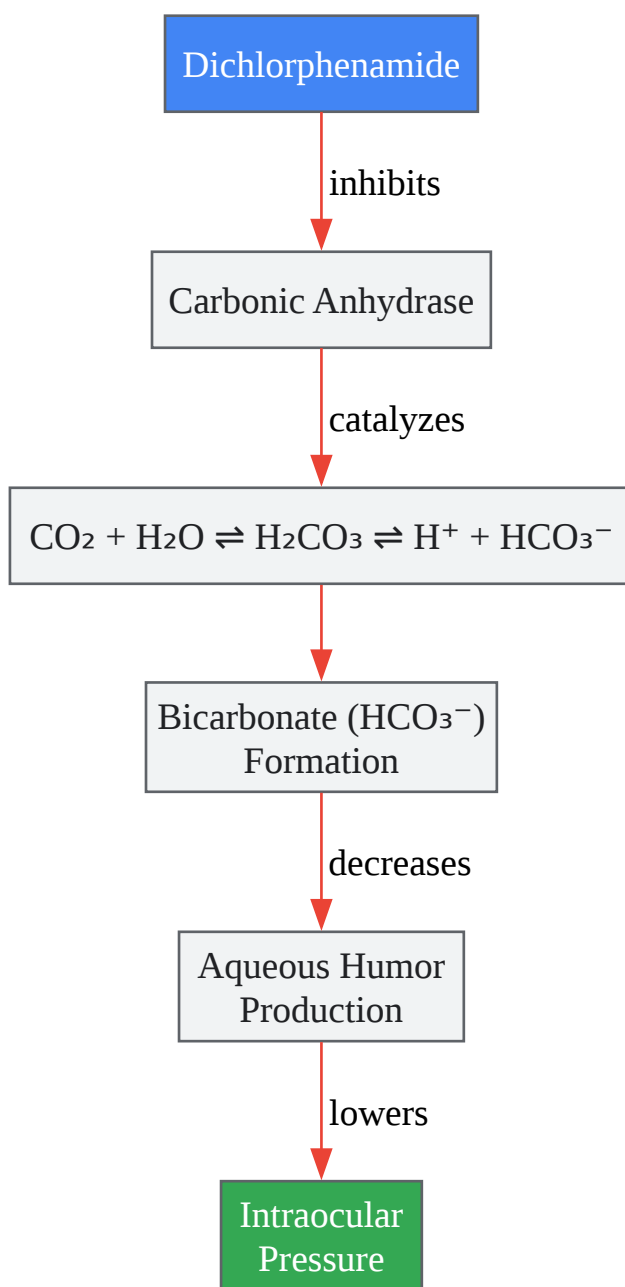 Dichlorphenamide
inhibits
Carbonic Anhydrase
catalyzes
CO₂ + H₂O ⇌ H₂CO₃ ⇌ H⁺ + HCO₃⁻
Bicarbonate (HCO₃⁻)
Formation
decreases
Aqueous Humor
Production
lowers
Intraocular
Pressure